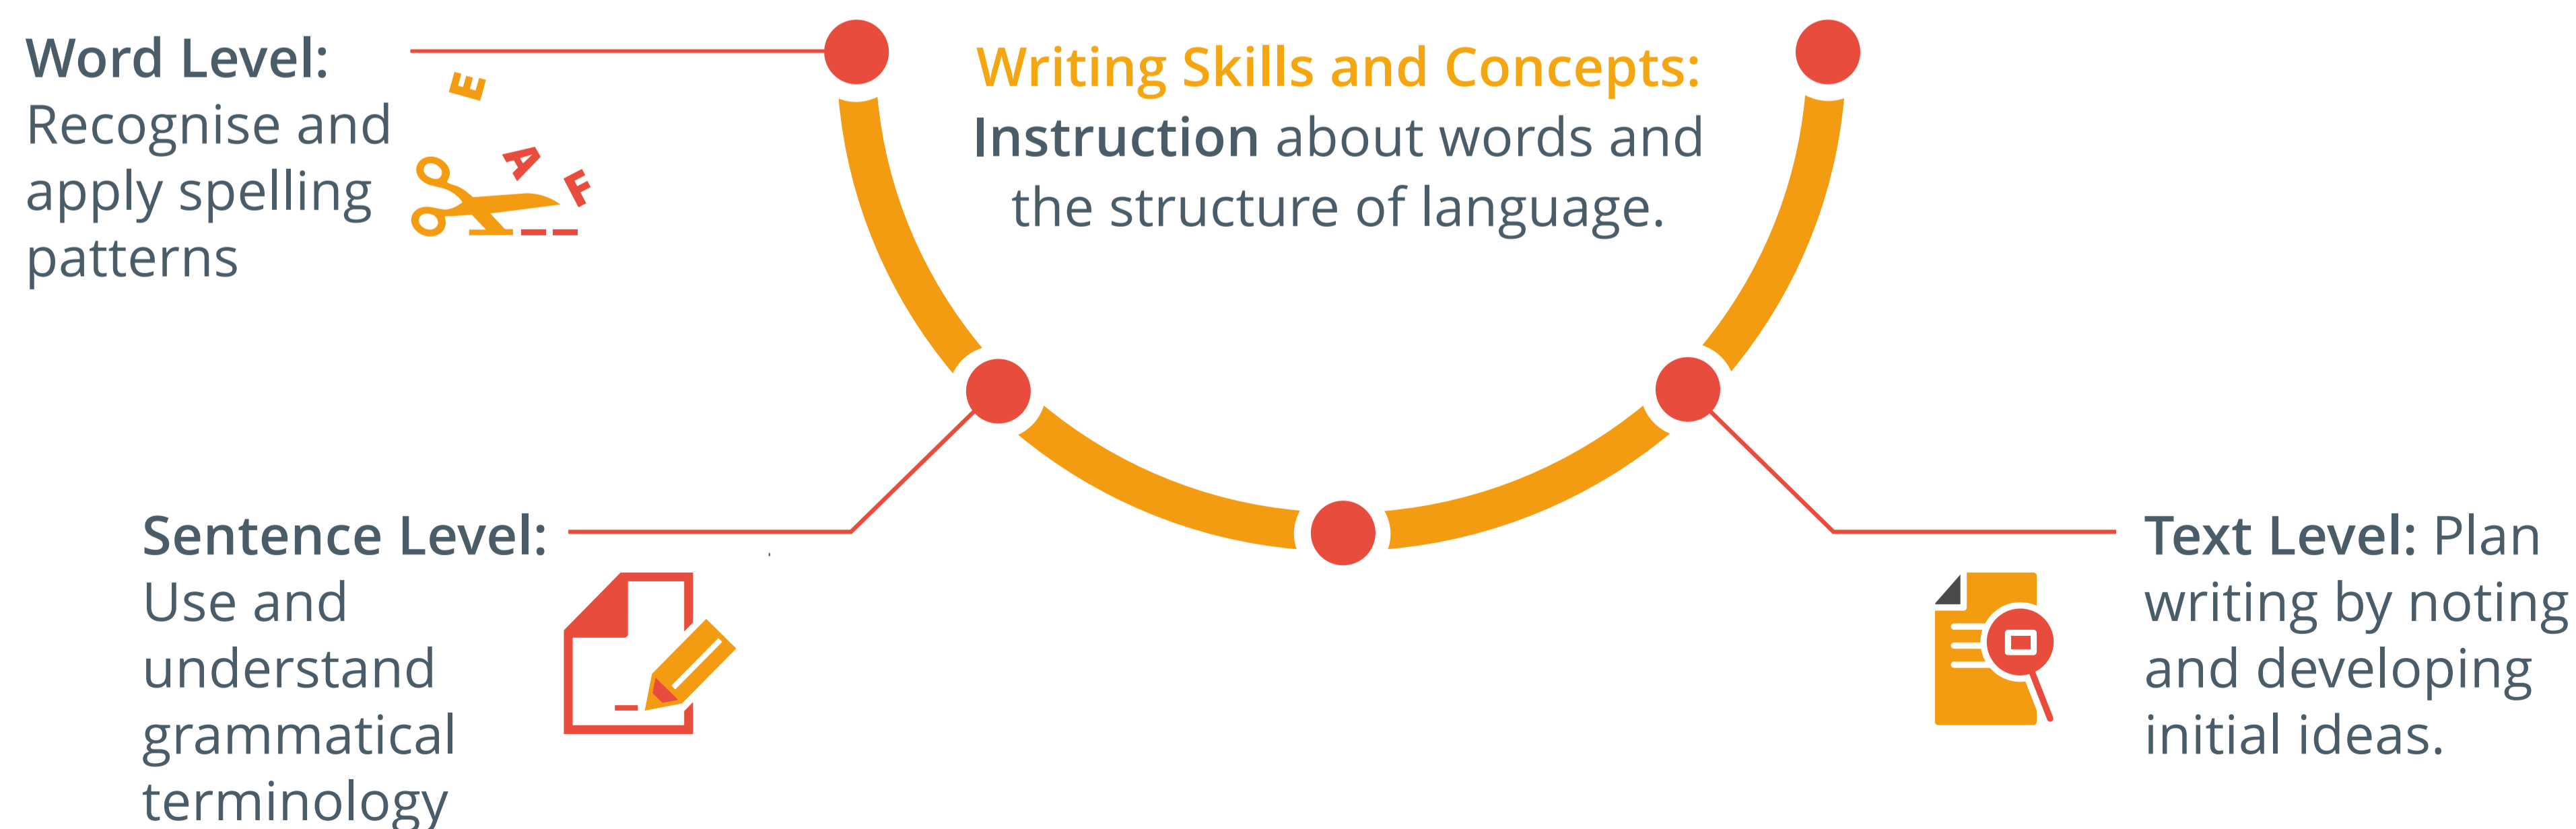 Word Level:
Recognise and
apply spelling
patterns
E
A
F
Writing Skills and Concepts:
Instruction about words and
the structure of language.
Sentence Level:
Use and
understand
grammatical
terminology
Text Level: Plan
writing by noting
and developing
initial ideas.